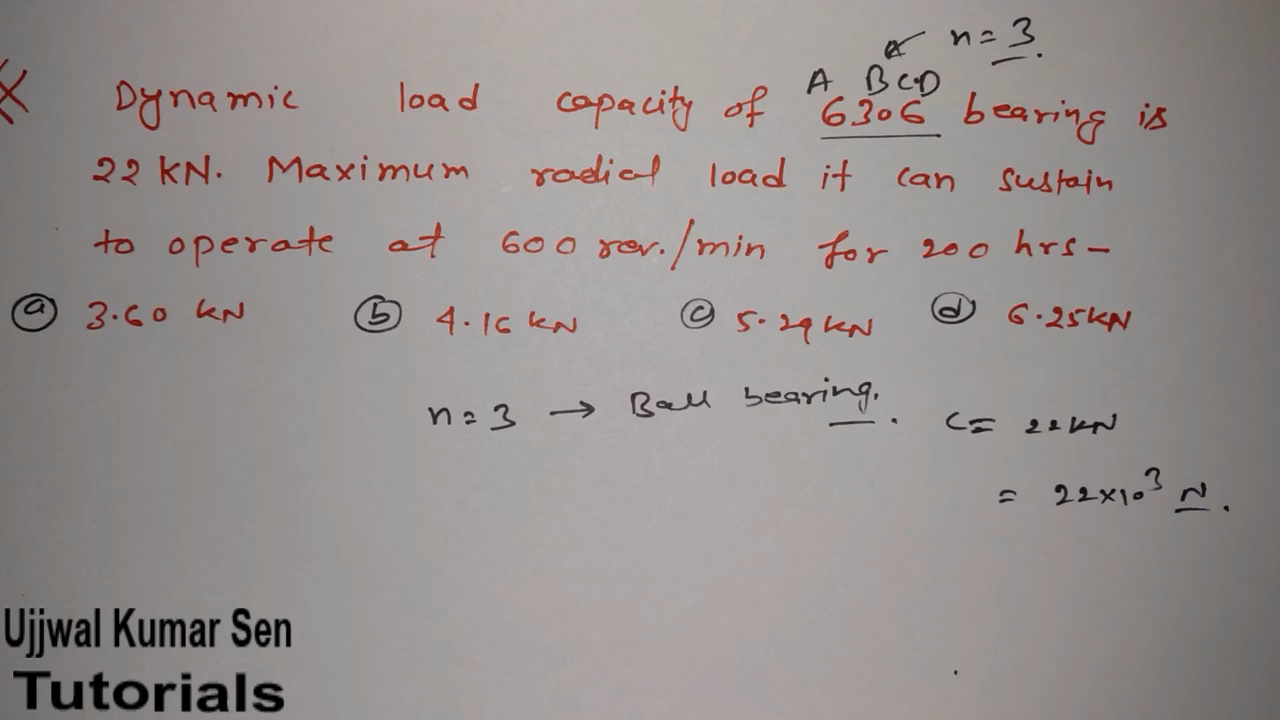 n = 3.
A B C D
Dynamic load capacity of 6306 bearing is
22 kN. Maximum radial load it can sustain
to operate at 600 rev./min for 200 hrs-
(a) 3.60 kN (b) 4.16 kN (c) 5.29 kN (d) 6.25 kN
n = 3 → Ball bearing.
C = 22 kN
= 22×10³ N.
Ujjwal Kumar Sen
Tutorials